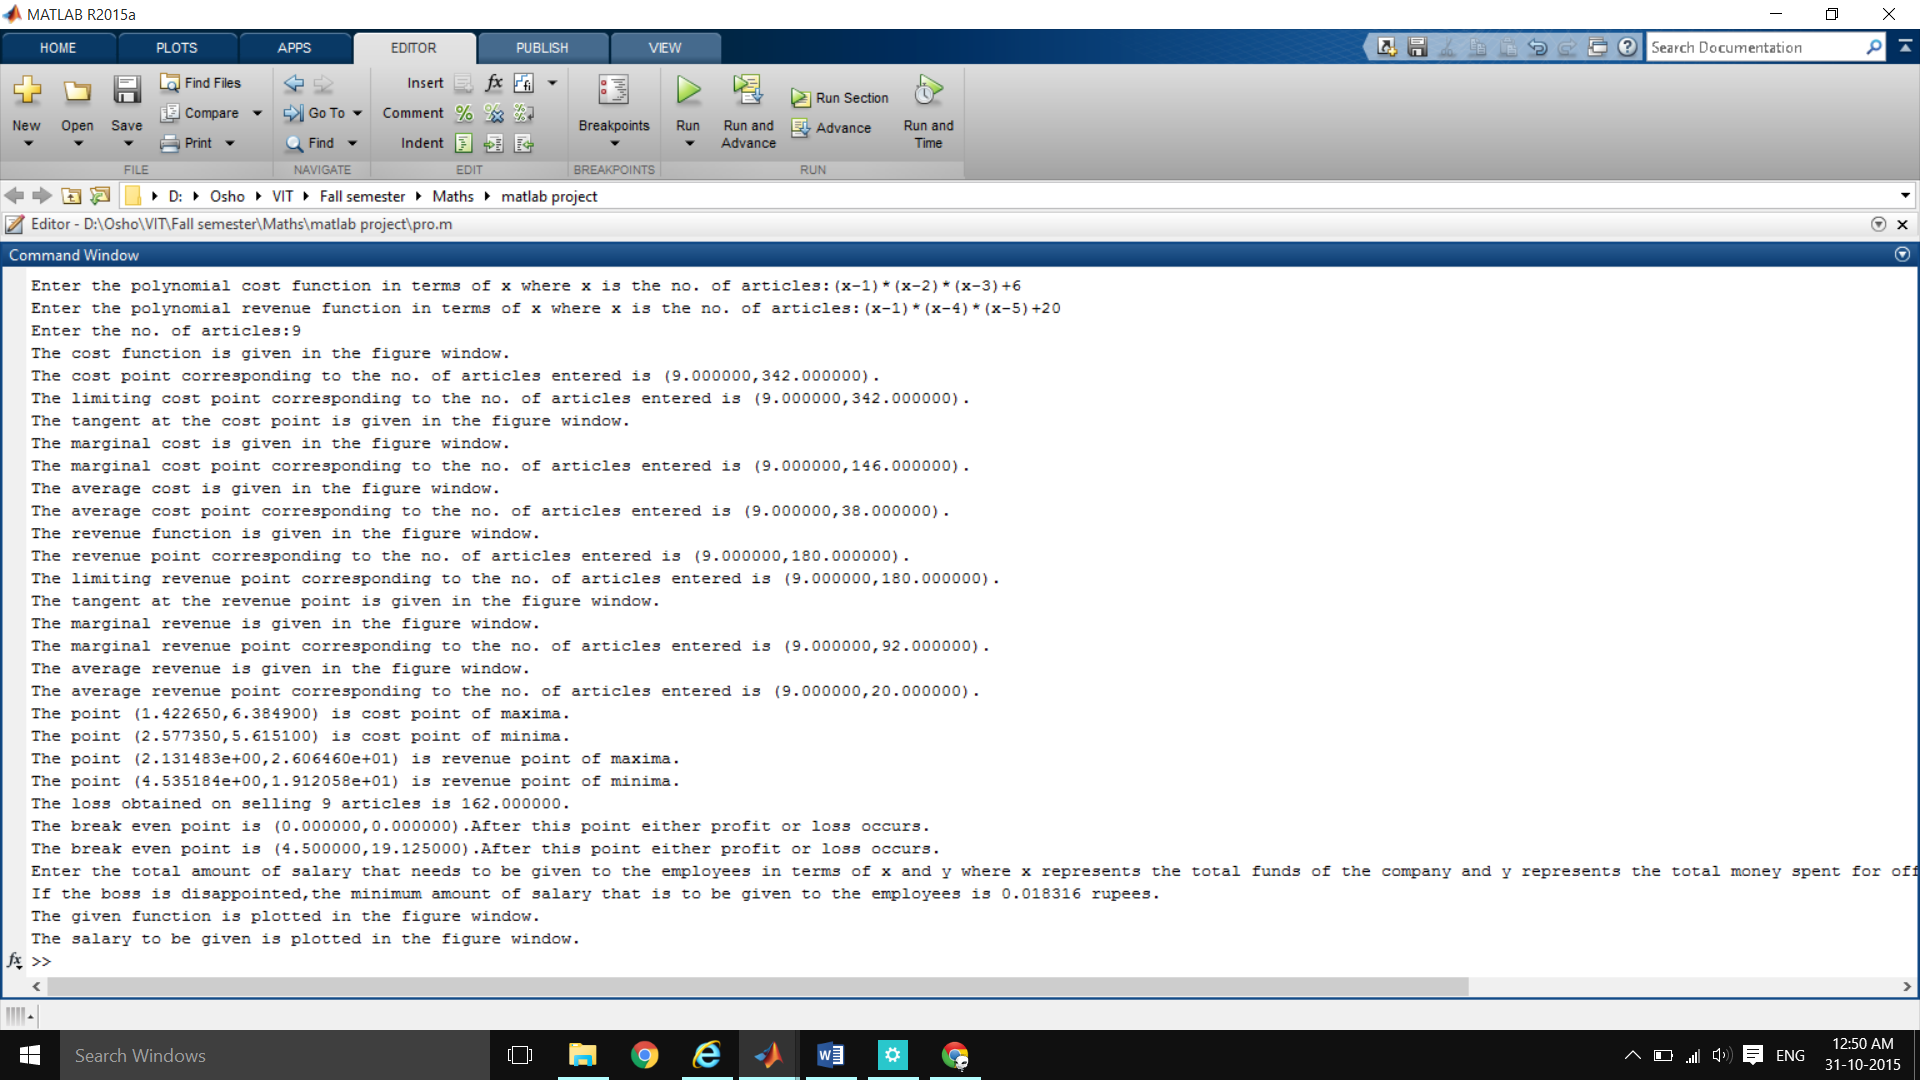 MATLAB R2015a
HOME PLOTS APPS EDITOR PUBLISH VIEW
Search Documentation
New
Open
Save
Find Files
Compare
Print
FILE
Go To
Find
NAVIGATE
Insert
Comment
Indent
EDIT
Breakpoints
BREAKPOINTS
Run
Run and Advance
Run Section
Advance
Run and Time
RUN
D: Osho VIT Fall semester Maths matlab project
Editor - D:\Osho\VIT\Fall semester\Maths\matlab project\pro.m
Command Window
Enter the polynomial cost function in terms of x where x is the no. of articles:(x-1)*(x-2)*(x-3)+6
Enter the polynomial revenue function in terms of x where x is the no. of articles:(x-1)*(x-4)*(x-5)+20
Enter the no. of articles:9
The cost function is given in the figure window.
The cost point corresponding to the no. of articles entered is (9.000000,342.000000).
The limiting cost point corresponding to the no. of articles entered is (9.000000,342.000000).
The tangent at the cost point is given in the figure window.
The marginal cost is given in the figure window.
The marginal cost point corresponding to the no. of articles entered is (9.000000,146.000000).
The average cost is given in the figure window.
The average cost point corresponding to the no. of articles entered is (9.000000,38.000000).
The revenue function is given in the figure window.
The revenue point corresponding to the no. of articles entered is (9.000000,180.000000).
The limiting revenue point corresponding to the no. of articles entered is (9.000000,180.000000).
The tangent at the revenue point is given in the figure window.
The marginal revenue is given in the figure window.
The marginal revenue point corresponding to the no. of articles entered is (9.000000,92.000000).
The average revenue is given in the figure window.
The average revenue point corresponding to the no. of articles entered is (9.000000,20.000000).
The point (1.422650,6.384900) is cost point of maxima.
The point (2.577350,5.615100) is cost point of minima.
The point (2.131483e+00,2.606460e+01) is revenue point of maxima.
The point (4.535184e+00,1.912058e+01) is revenue point of minima.
The loss obtained on selling 9 articles is 162.000000.
The break even point is (0.000000,0.000000).After this point either profit or loss occurs.
The break even point is (4.500000,19.125000).After this point either profit or loss occurs.
Enter the total amount of salary that needs to be given to the employees in terms of x and y where x represents the total funds of the company and y represents the total money spent for off
If the boss is disappointed,the minimum amount of salary that is to be given to the employees is 0.018316 rupees.
The given function is plotted in the figure window.
The salary to be given is plotted in the figure window.
fx >>
Search Windows
ENG
12:50 AM
31-10-2015